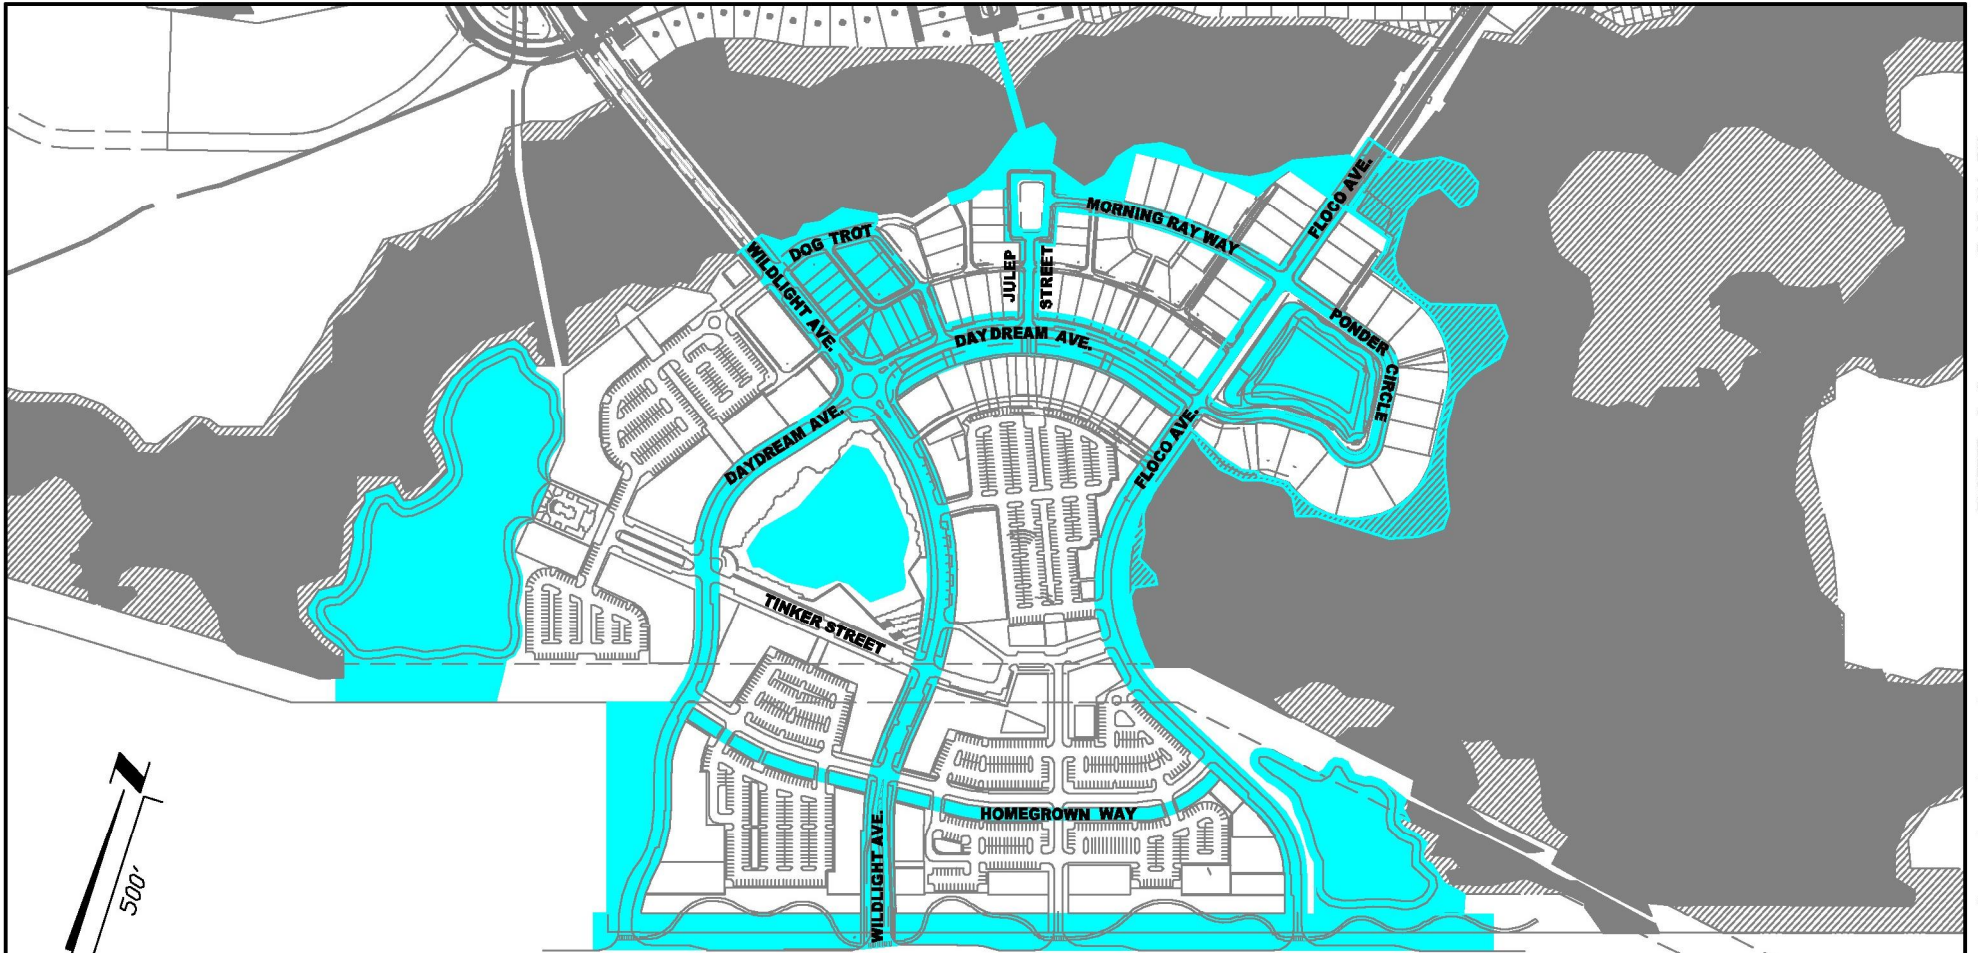 FLOCO AVE.
MORNING RAY WAY
DOG TROT
WILDLIGHT AVE.
JULEP
STREET
DAYDREAM AVE.
PONDER
CIRCLE
DAYDREAM AVE.
FLOCO AVE.
TINKER STREET
HOMEGROWN WAY
WILDLIGHT AVE.
500'